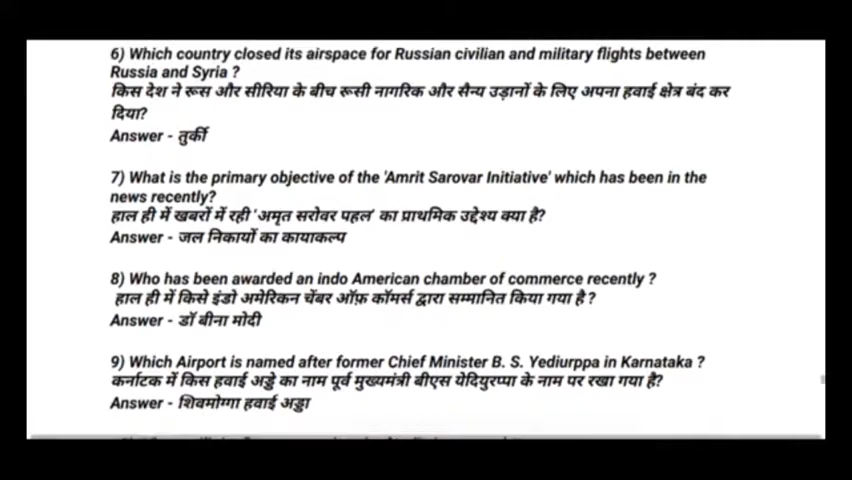 6) Which country closed its airspace for Russian civilian and military flights between
Russia and Syria ?
किस देश ने रूस और सीरिया के बीच रूसी नागरिक और सैन्य उड़ानों के लिए अपना हवाई क्षेत्र बंद कर
दिया?
Answer - तुर्की
7) What is the primary objective of the 'Amrit Sarovar Initiative' which has been in the
news recently?
हाल ही में खबरों में रही 'अमृत सरोवर पहल' का प्राथमिक उद्देश्य क्या है?
Answer - जल निकायों का कायाकल्प
8) Who has been awarded an indo American chamber of commerce recently ?
हाल ही में किसे इंडो अमेरिकन चेंबर ऑफ़ कॉमर्स द्वारा सम्मानित किया गया है ?
Answer - डॉ बीना मोदी
9) Which Airport is named after former Chief Minister B. S. Yediurppa in Karnataka ?
कर्नाटक में किस हवाई अड्डे का नाम पूर्व मुख्यमंत्री बीएस येदियुरप्पा के नाम पर रखा गया है?
Answer - शिवमोग्गा हवाई अड्डा